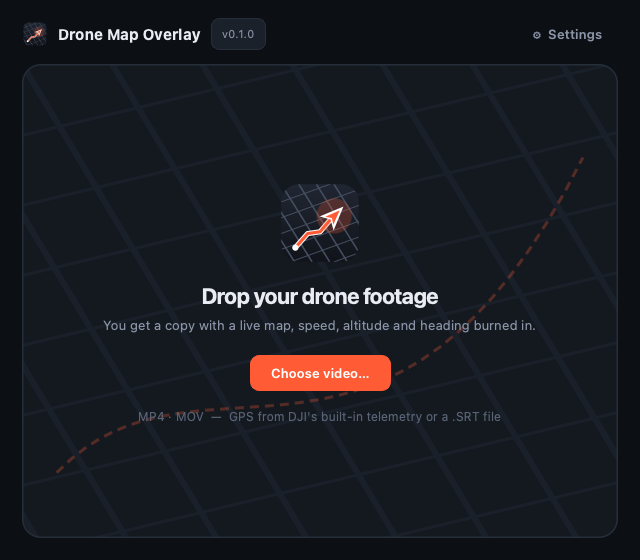 Drone Map Overlay v0.1.0 ⚙ Settings
Drop your drone footage
You get a copy with a live map, speed, altitude and heading burned in.
Choose video...
MP4 · MOV — GPS from DJI's built-in telemetry or a .SRT file